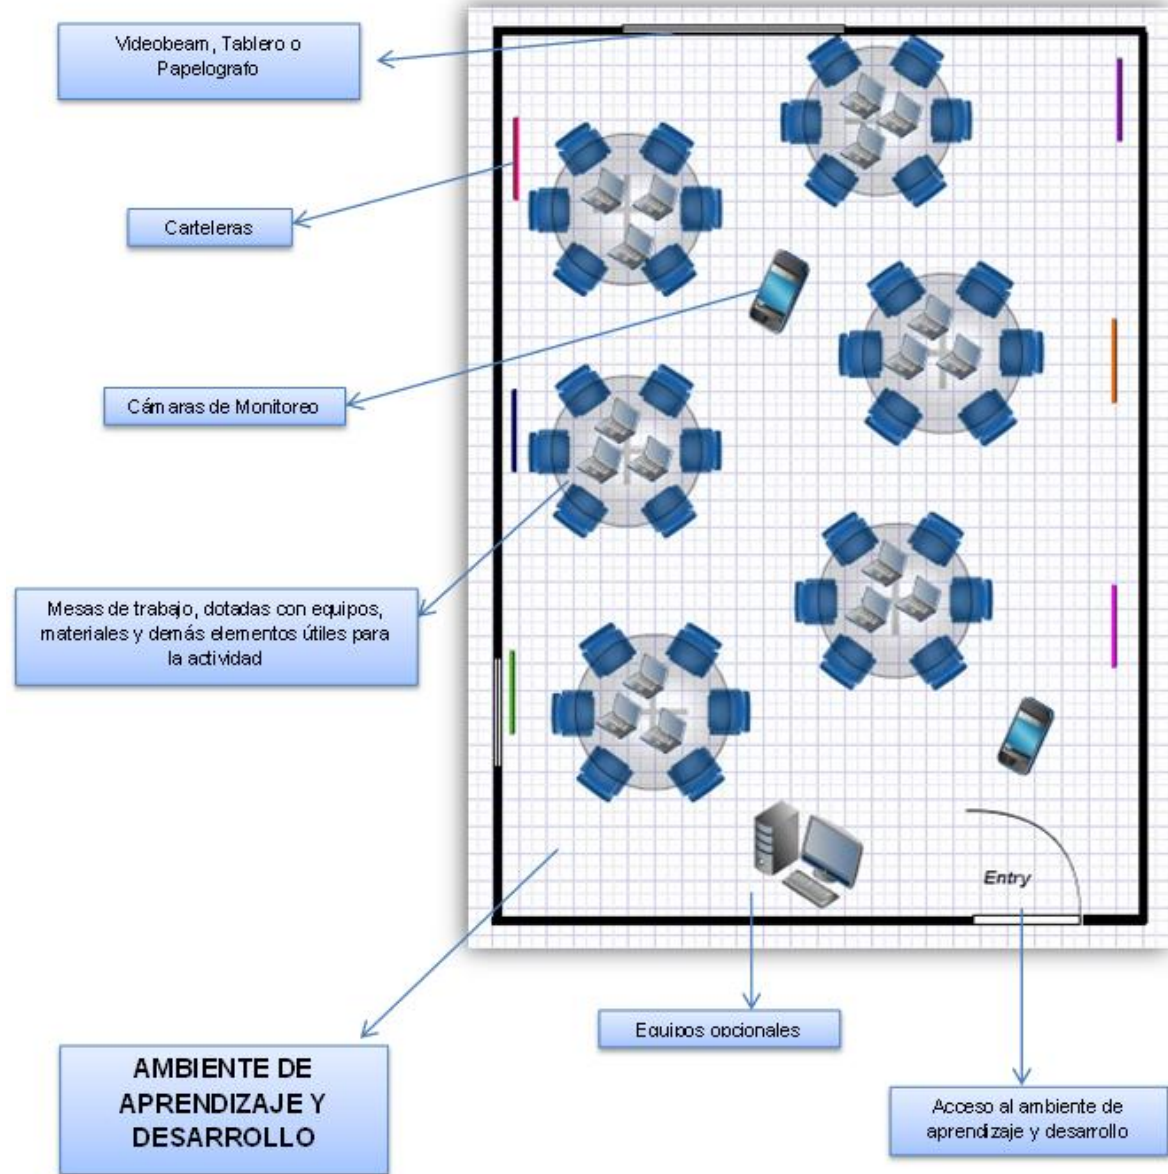 Videobeam, Tablero o
Papelografo
Carteleras
Cámaras de Monitoreo
Mesas de trabajo, dotadas con equipos,
materiales y demás elementos útiles para
la actividad
Entry
Equipos opcionales
AMBIENTE DE
APRENDIZAJE Y
DESARROLLO
Acceso al ambiente de
aprendizaje y desarrollo